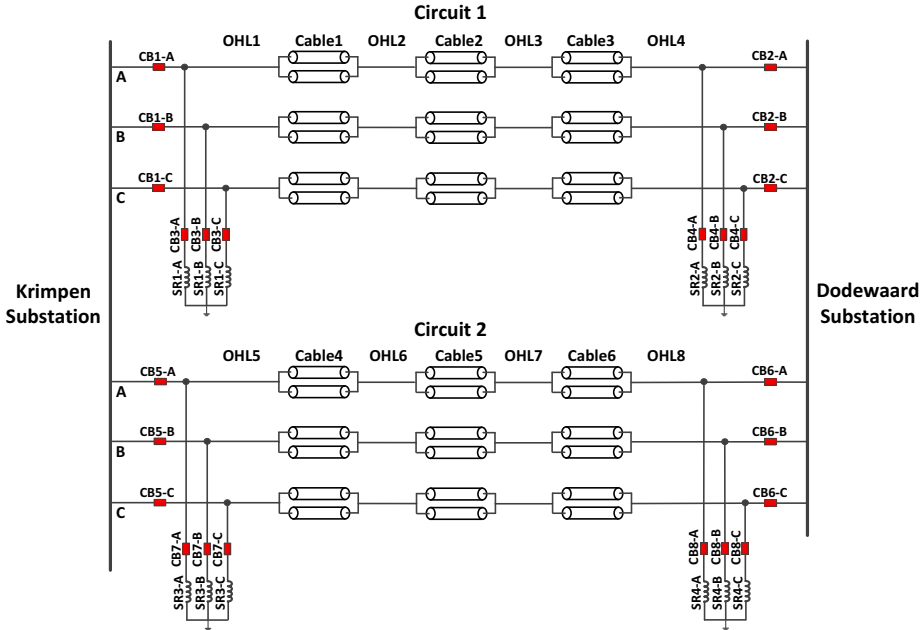 Circuit 1
OHL1 Cable1 OHL2 Cable2 OHL3 Cable3 OHL4
CB1-A CB2-A
A
CB1-B CB2-B
B
CB1-C CB2-C
C
CB3-A CB3-B CB3-C CB4-A CB4-B CB4-C
SR1-A SR1-B SR1-C SR2-A SR2-B SR2-C
Krimpen
Substation
Dodewaard
Substation
Circuit 2
OHL5 Cable4 OHL6 Cable5 OHL7 Cable6 OHL8
CB5-A CB6-A
A
CB5-B CB6-B
B
CB5-C CB6-C
C
CB7-A CB7-B CB7-C CB8-A CB8-B CB8-C
SR3-A SR3-B SR3-C SR4-A SR4-B SR4-C